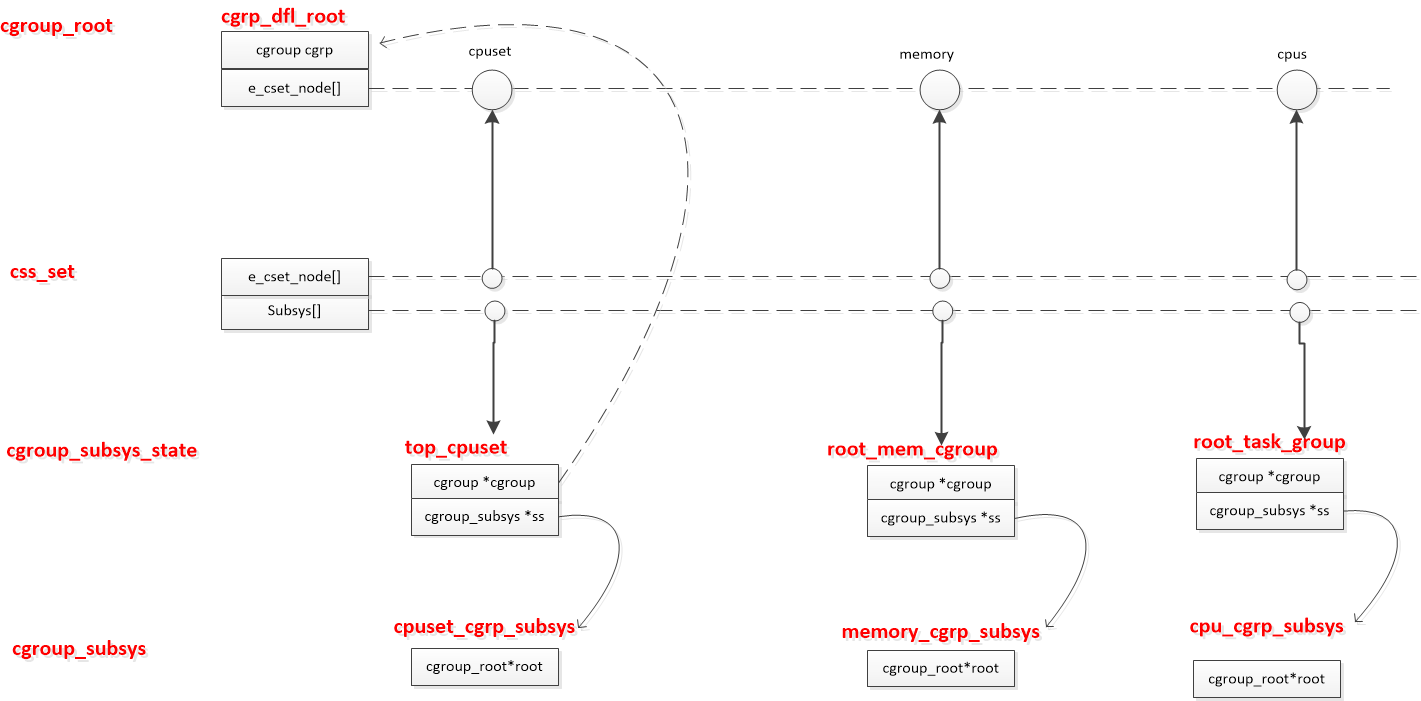 cgroup_root
cgrp_dfl_root
cgroup cgrp
cpuset
memory
cpus
e_cset_node[]
css_set
e_cset_node[]
Subsys[]
cgroup_subsys_state
top_cpuset
root_mem_cgroup
root_task_group
cgroup *cgroup
cgroup *cgroup
cgroup *cgroup
cgroup_subsys *ss
cgroup_subsys *ss
cgroup_subsys *ss
cgroup_subsys
cpuset_cgrp_subsys
memory_cgrp_subsys
cpu_cgrp_subsys
cgroup_root*root
cgroup_root*root
cgroup_root*root